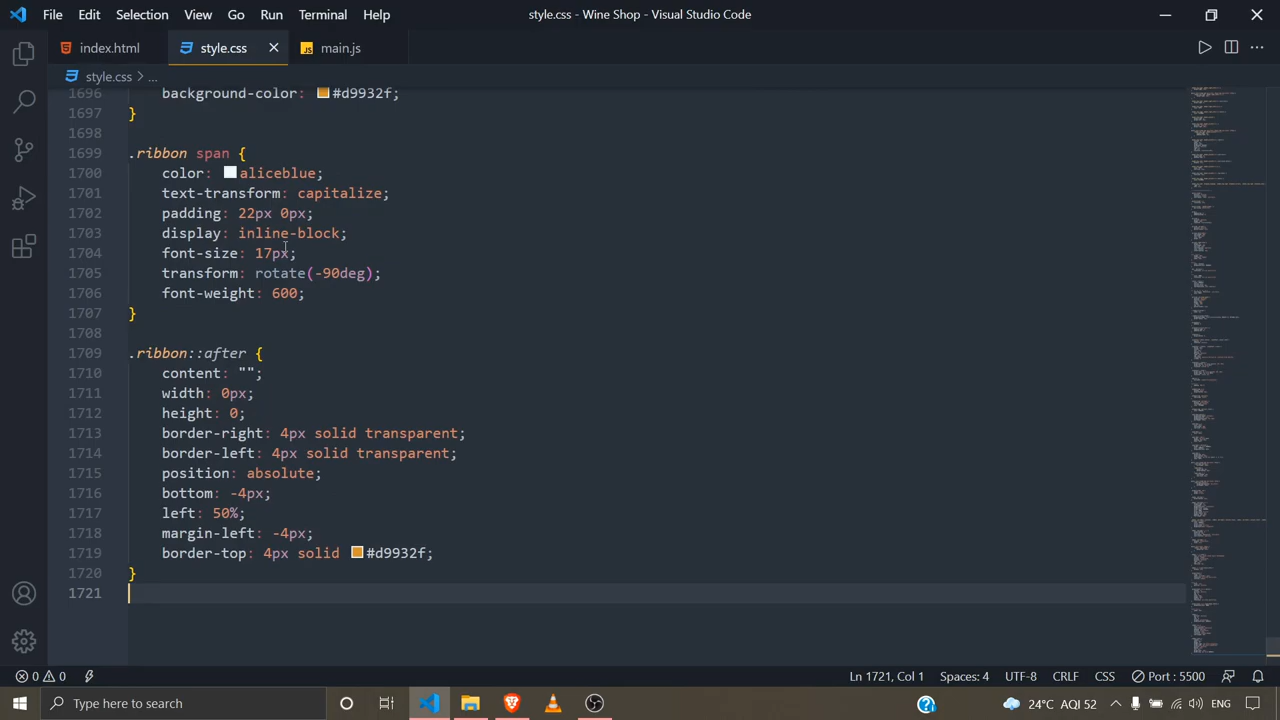 File Edit Selection View Go Run Terminal Help
style.css - Wine Shop - Visual Studio Code
index.html
style.css
main.js
style.css > ...
1696 background-color: #d9932f;
1697 }
1698
1699 .ribbon span {
1700 color: aliceblue;
1701 text-transform: capitalize;
1702 padding: 22px 0px;
1703 display: inline-block;
1704 font-size: 17px;
1705 transform: rotate(-90deg);
1706 font-weight: 600;
1707 }
1708
1709 .ribbon::after {
1710 content: "";
1711 width: 0px;
1712 height: 0;
1713 border-right: 4px solid transparent;
1714 border-left: 4px solid transparent;
1715 position: absolute;
1716 bottom: -4px;
1717 left: 50%;
1718 margin-left: -4px;
1719 border-top: 4px solid #d9932f;
1720 }
1721
0 0 Ln 1721, Col 1 Spaces: 4 UTF-8 CRLF CSS Port : 5500
Type here to search
24°C AQI 52 ENG